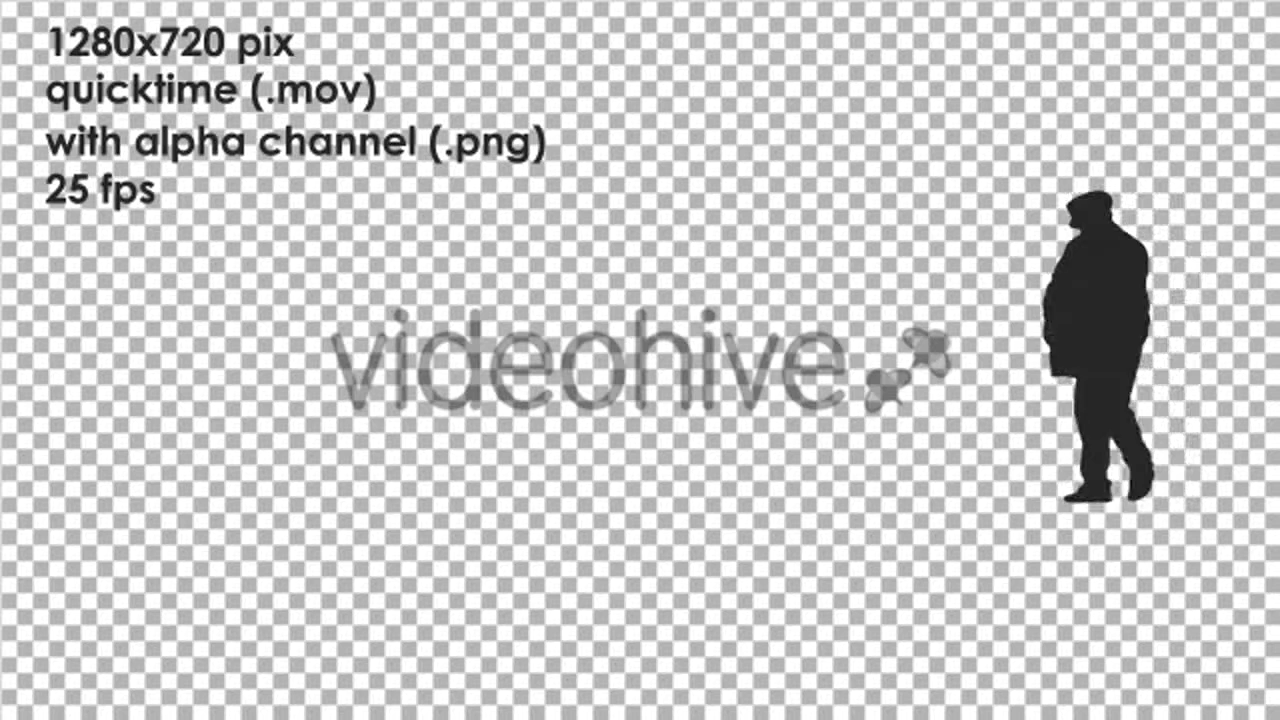 1280x720 pix
quicktime (.mov)
with alpha channel (.png)
25 fps
videohive